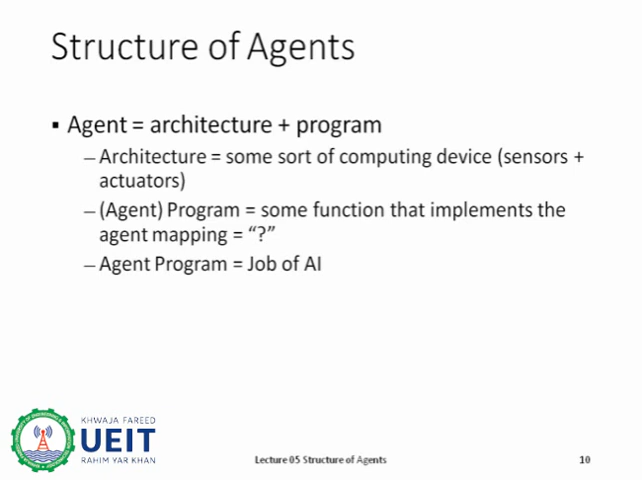 Structure of Agents
▪ Agent = architecture + program
– Architecture = some sort of computing device (sensors +
actuators)
– (Agent) Program = some function that implements the
agent mapping = “?”
– Agent Program = Job of AI
KHWAJA FAREED
UEIT
RAHIM YAR KHAN
Lecture 05 Structure of Agents
10